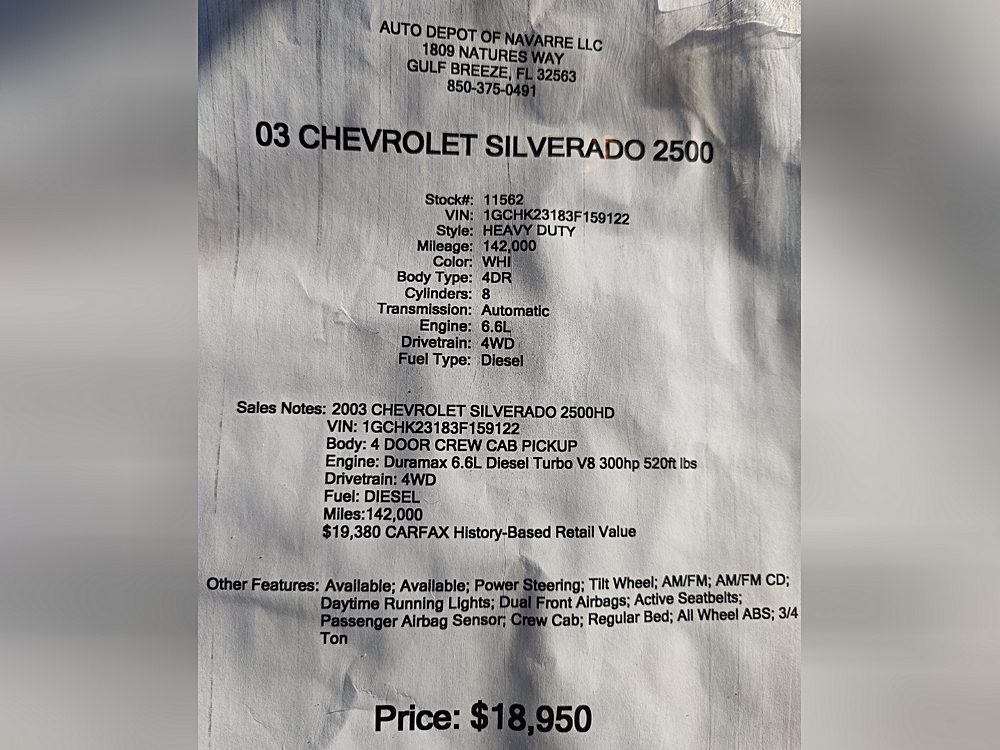 AUTO DEPOT OF NAVARRE LLC
1809 NATURES WAY
GULF BREEZE, FL 32563
850-375-0491
03 CHEVROLET SILVERADO 2500
Stock#: 11562
VIN: 1GCHK23183F159122
Style: HEAVY DUTY
Mileage: 142,000
Color: WHI
Body Type: 4DR
Cylinders: 8
Transmission: Automatic
Engine: 6.6L
Drivetrain: 4WD
Fuel Type: Diesel
Sales Notes: 2003 CHEVROLET SILVERADO 2500HD
VIN: 1GCHK23183F159122
Body: 4 DOOR CREW CAB PICKUP
Engine: Duramax 6.6L Diesel Turbo V8 300hp 520ft lbs
Drivetrain: 4WD
Fuel: DIESEL
Miles:142,000
$19,380 CARFAX History-Based Retail Value
Other Features: Available; Available; Power Steering; Tilt Wheel; AM/FM; AM/FM CD;
Daytime Running Lights; Dual Front Airbags; Active Seatbelts;
Passenger Airbag Sensor; Crew Cab; Regular Bed; All Wheel ABS; 3/4
Ton
Price: $18,950